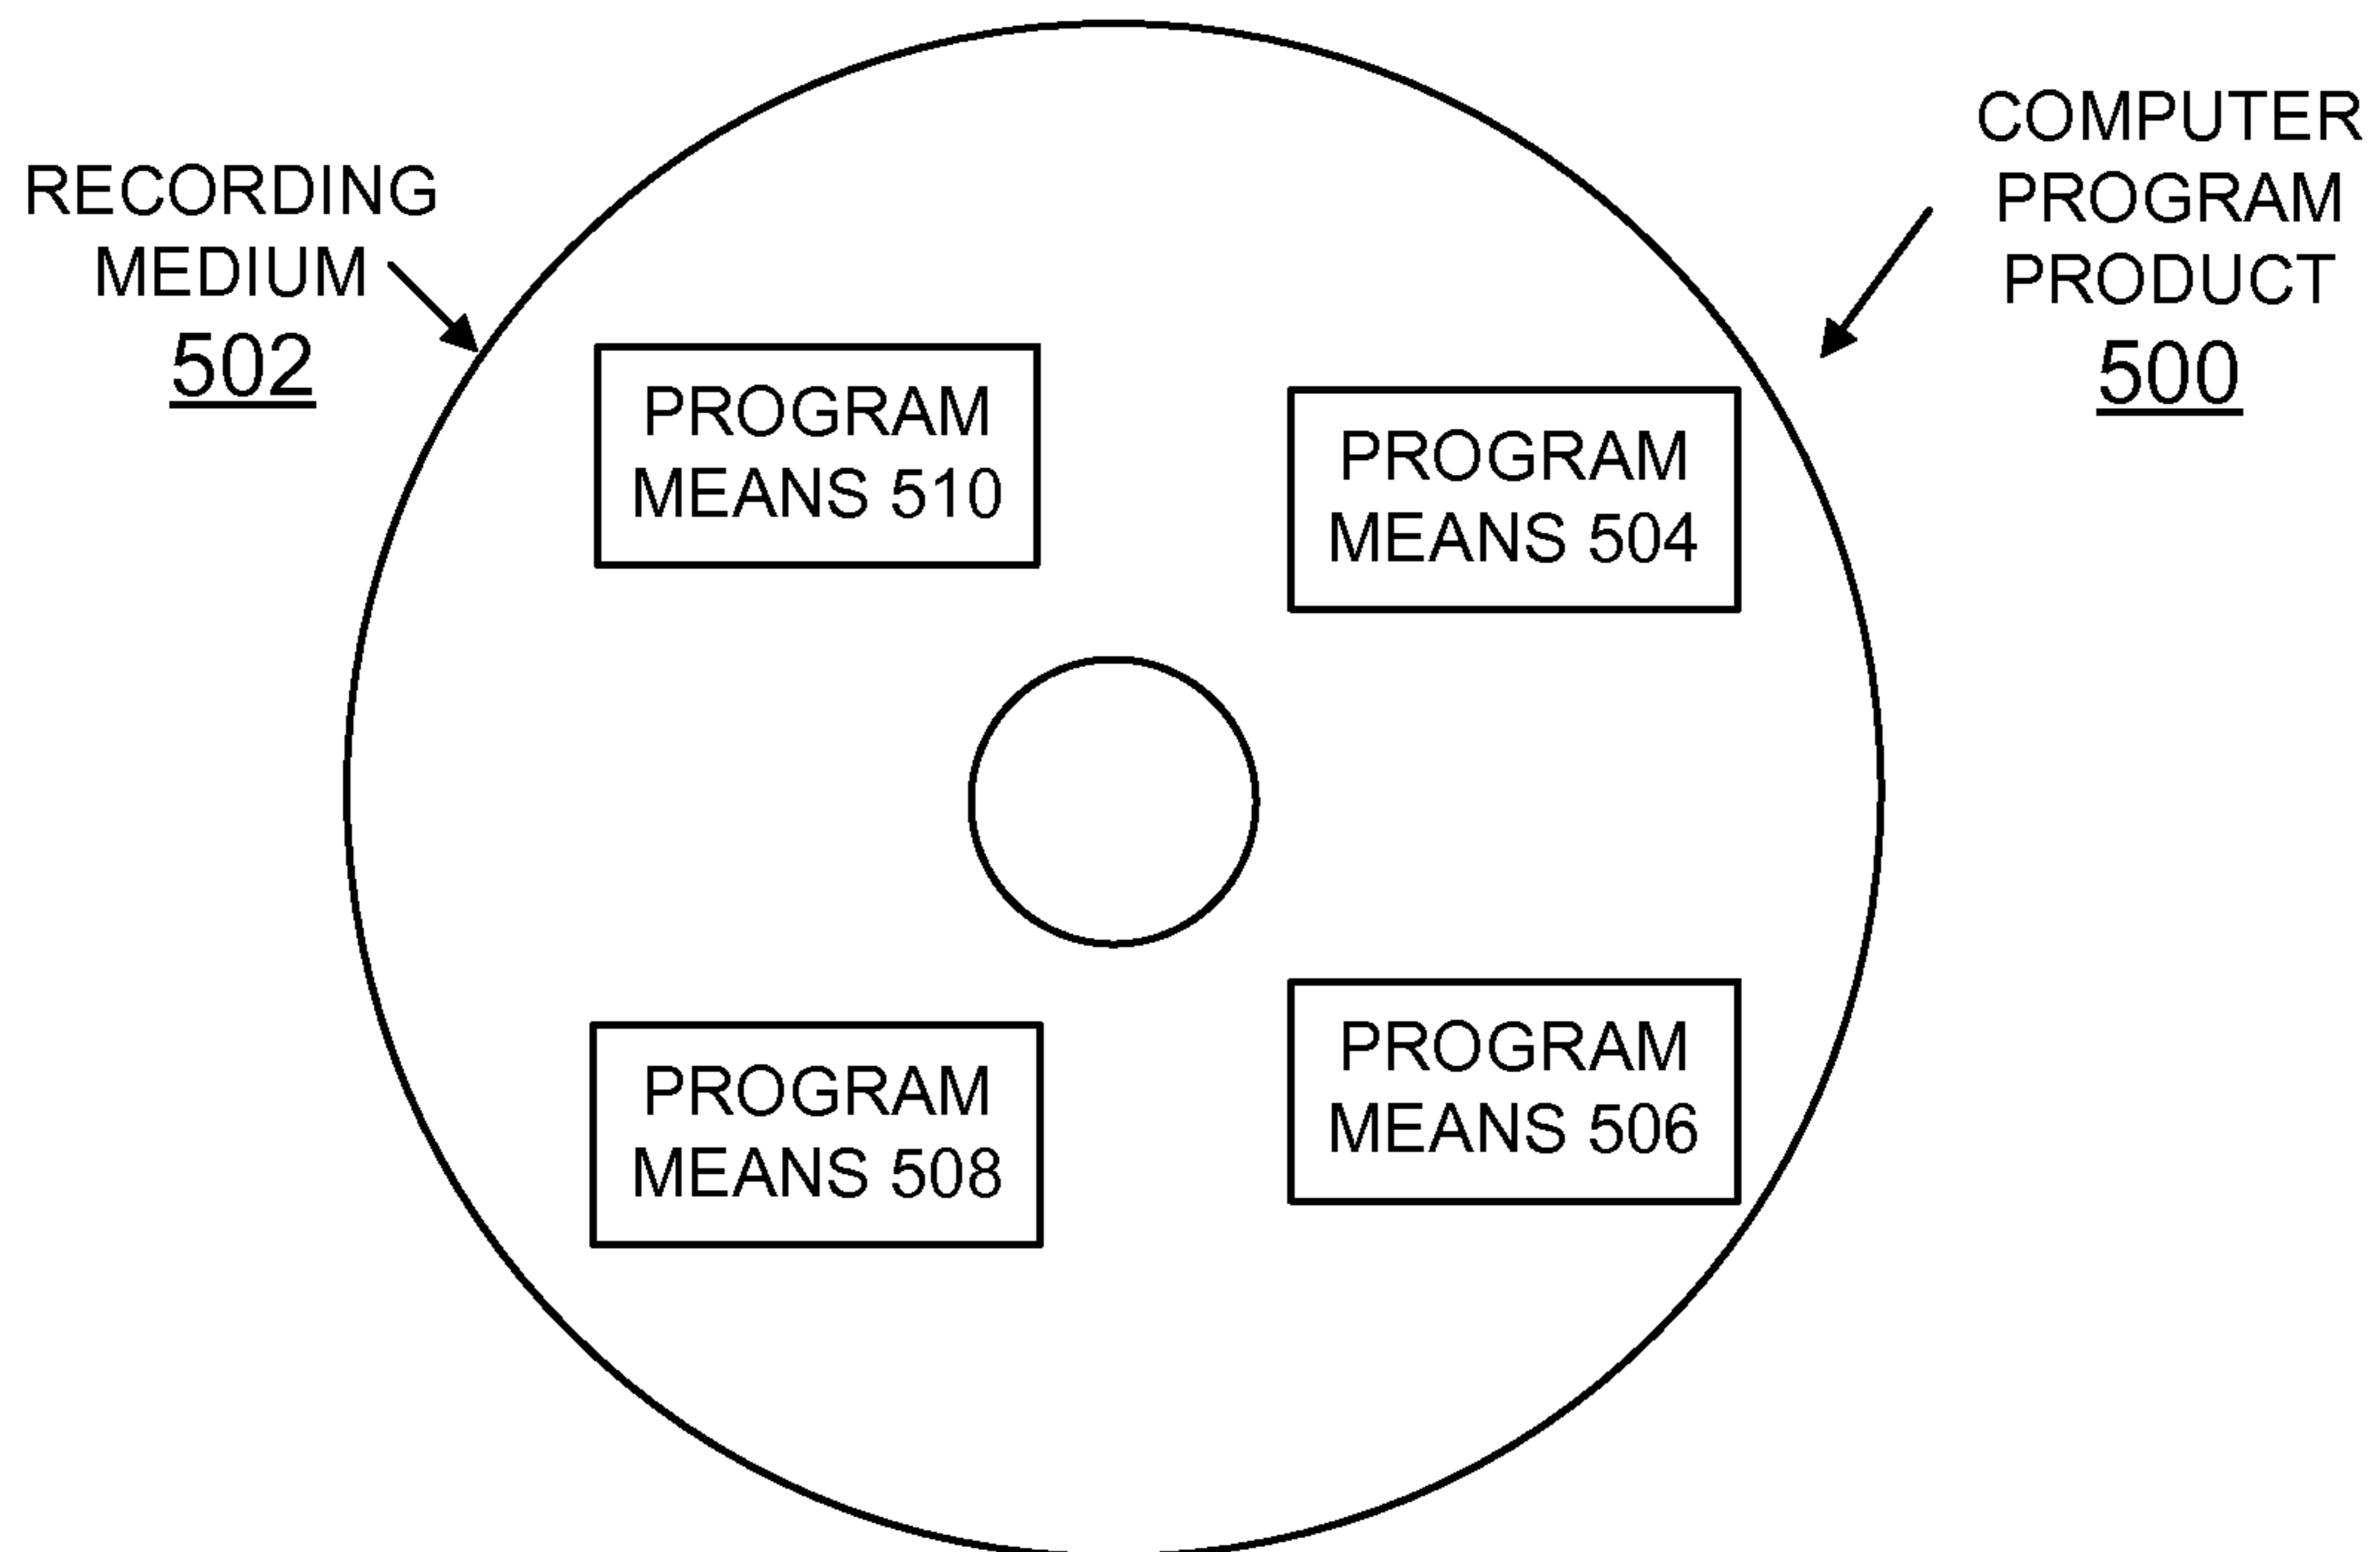 RECORDING
MEDIUM
502
COMPUTER
PROGRAM
PRODUCT
500
PROGRAM
MEANS 510
PROGRAM
MEANS 504
PROGRAM
MEANS 508
PROGRAM
MEANS 506